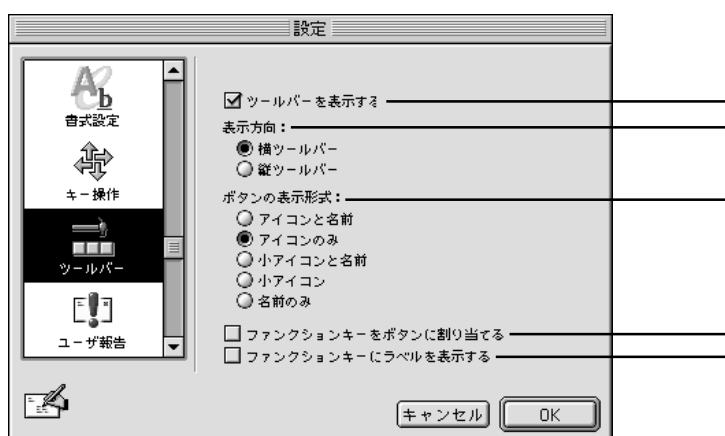 設定
書式設定
キー操作
ツールバー
ユーザ報告
ツールバーを表示する
表示方向：
横ツールバー
縦ツールバー
ボタンの表示形式：
アイコンと名前
アイコンのみ
小アイコンと名前
小アイコン
名前のみ
ファンクションキーをボタンに割り当てる
ファンクションキーにラベルを表示する
キャンセル
OK